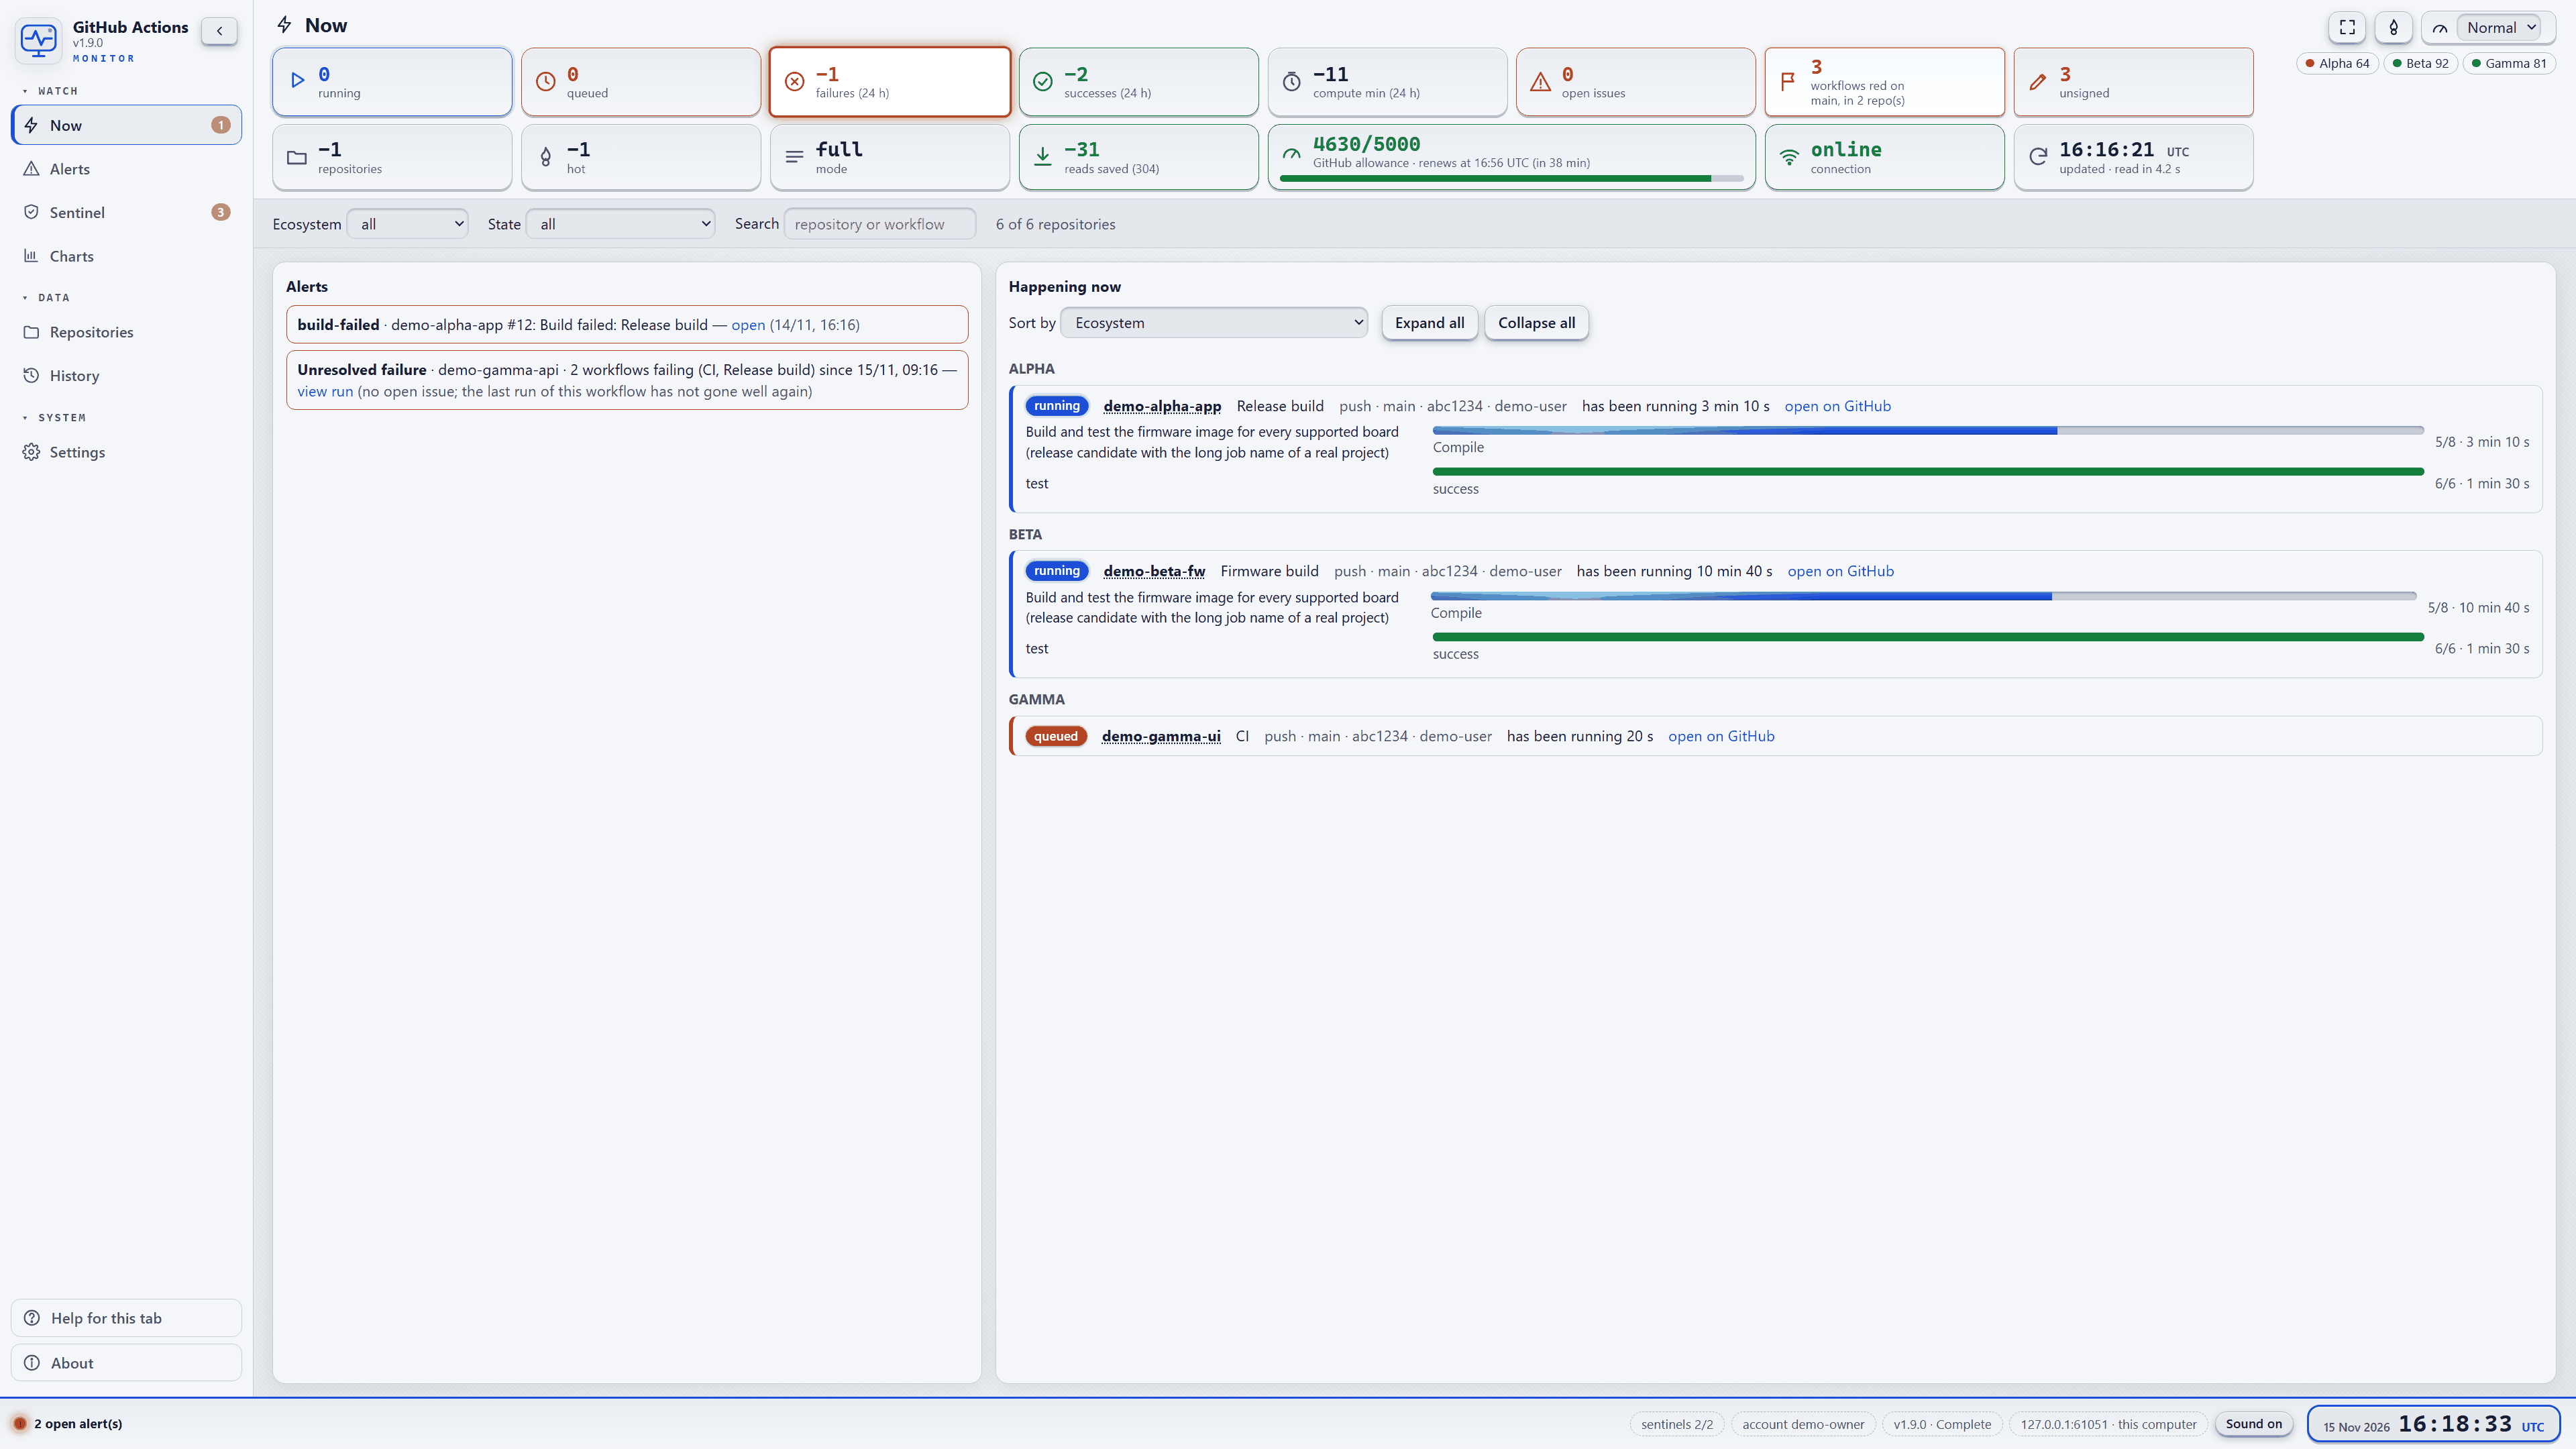 GitHub Actions
v1.9.0
MONITOR
WATCH
Now 1
Alerts
Sentinel 3
Charts
DATA
Repositories
History
SYSTEM
Settings
Help for this tab
About
Now
Normal
Alpha 64
Beta 92
Gamma 81
0
running
0
queued
−1
failures (24 h)
−2
successes (24 h)
−11
compute min (24 h)
0
open issues
3
workflows red on
main, in 2 repo(s)
3
unsigned
−1
repositories
−1
hot
full
mode
−31
reads saved (304)
4630/5000
GitHub allowance · renews at 16:56 UTC (in 38 min)
online
connection
16:16:21 UTC
updated · read in 4.2 s
Ecosystem all State all Search repository or workflow 6 of 6 repositories
Alerts
build-failed · demo-alpha-app #12: Build failed: Release build — open (14/11, 16:16)
Unresolved failure · demo-gamma-api · 2 workflows failing (CI, Release build) since 15/11, 09:16 —
view run (no open issue; the last run of this workflow has not gone well again)
Happening now
Sort by Ecosystem Expand all Collapse all
ALPHA
running demo-alpha-app Release build push · main · abc1234 · demo-user has been running 3 min 10 s open on GitHub
Build and test the firmware image for every supported board
(release candidate with the long job name of a real project)
Compile
5/8 · 3 min 10 s
test
success
6/6 · 1 min 30 s
BETA
running demo-beta-fw Firmware build push · main · abc1234 · demo-user has been running 10 min 40 s open on GitHub
Build and test the firmware image for every supported board
(release candidate with the long job name of a real project)
Compile
5/8 · 10 min 40 s
test
success
6/6 · 1 min 30 s
GAMMA
queued demo-gamma-ui CI push · main · abc1234 · demo-user has been running 20 s open on GitHub
2 open alert(s)
sentinels 2/2
account demo-owner
v1.9.0 · Complete
127.0.0.1:61051 · this computer
Sound on
15 Nov 2026 16:18:33 UTC